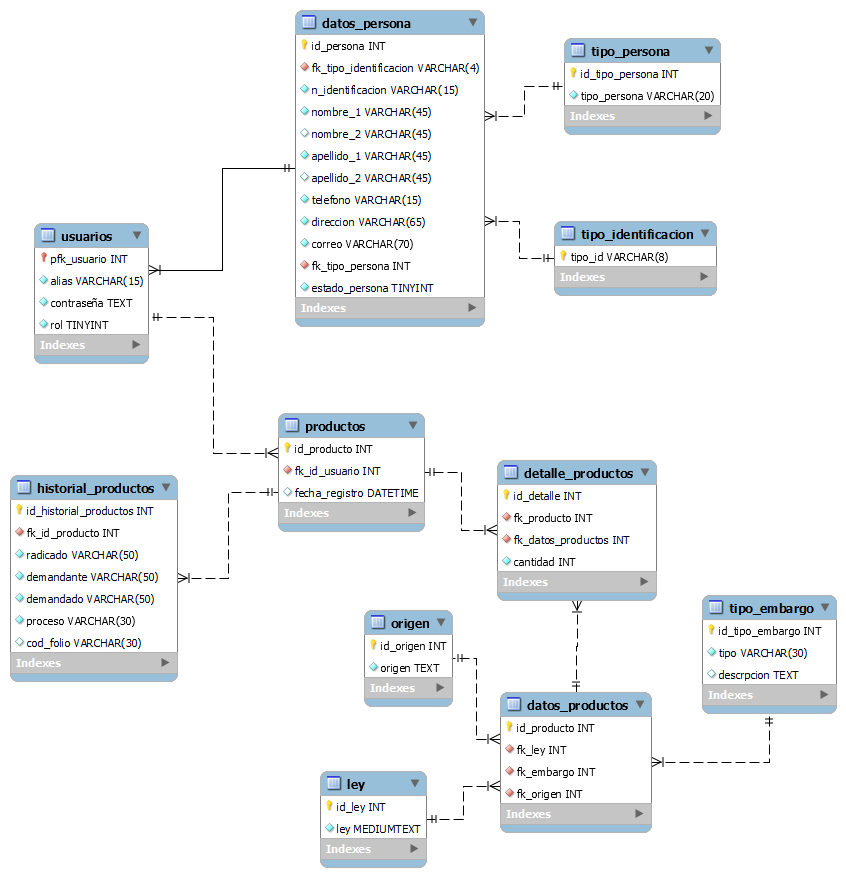 datos_persona
id_persona INT
fk_tipo_identificacion VARCHAR(4)
n_identificacion VARCHAR(15)
nombre_1 VARCHAR(45)
nombre_2 VARCHAR(45)
apellido_1 VARCHAR(45)
apellido_2 VARCHAR(45)
telefono VARCHAR(15)
direccion VARCHAR(65)
correo VARCHAR(70)
fk_tipo_persona INT
estado_persona TINYINT
Indexes
tipo_persona
id_tipo_persona INT
tipo_persona VARCHAR(20)
Indexes
tipo_identificacion
tipo_id VARCHAR(8)
Indexes
usuarios
pfk_usuario INT
alias VARCHAR(15)
contraseña TEXT
rol TINYINT
Indexes
productos
id_producto INT
fk_id_usuario INT
fecha_registro DATETIME
Indexes
historial_productos
id_historial_productos INT
fk_id_producto INT
radicado VARCHAR(50)
demandante VARCHAR(50)
demandado VARCHAR(50)
proceso VARCHAR(30)
cod_folio VARCHAR(30)
Indexes
detalle_productos
id_detalle INT
fk_producto INT
fk_datos_productos INT
cantidad INT
Indexes
origen
id_origen INT
origen TEXT
Indexes
tipo_embargo
id_tipo_embargo INT
tipo VARCHAR(30)
descrpcion TEXT
Indexes
datos_productos
id_producto INT
fk_ley INT
fk_embargo INT
fk_origen INT
Indexes
ley
id_ley INT
ley MEDIUMTEXT
Indexes